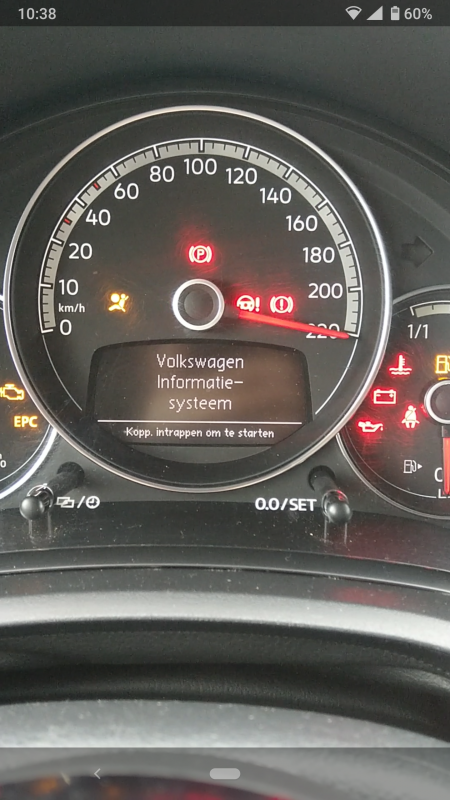 10:38
60%
100
80
120
60
140
40
160
20
180
10
200
km/h
0
220
P
!
!
1/1
Volkswagen
Informatie-
systeem
EPC
Kopp. intrappen om te starten
%
0
0.0/SET